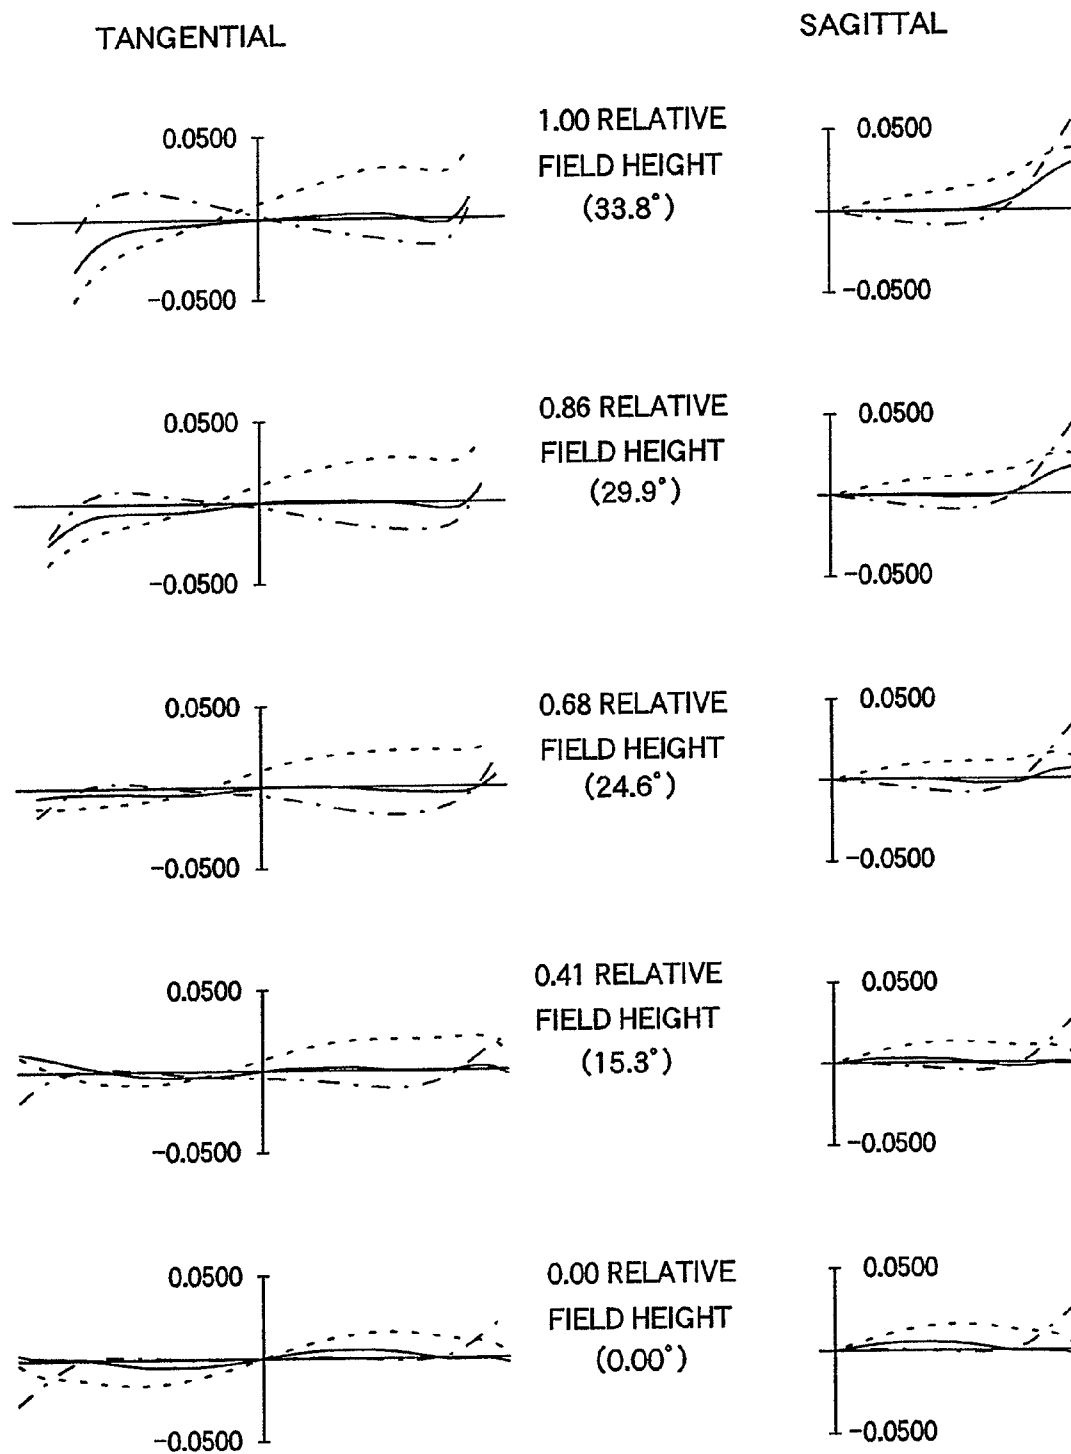 TANGENTIAL
SAGITTAL
0.0500
1.00 RELATIVE
FIELD HEIGHT
(33.8°)
0.0500
-0.0500
-0.0500
0.0500
0.86 RELATIVE
FIELD HEIGHT
(29.9°)
0.0500
-0.0500
-0.0500
0.0500
0.68 RELATIVE
FIELD HEIGHT
(24.6°)
0.0500
-0.0500
-0.0500
0.0500
0.41 RELATIVE
FIELD HEIGHT
(15.3°)
0.0500
-0.0500
-0.0500
0.0500
0.00 RELATIVE
FIELD HEIGHT
(0.00°)
0.0500
-0.0500
-0.0500